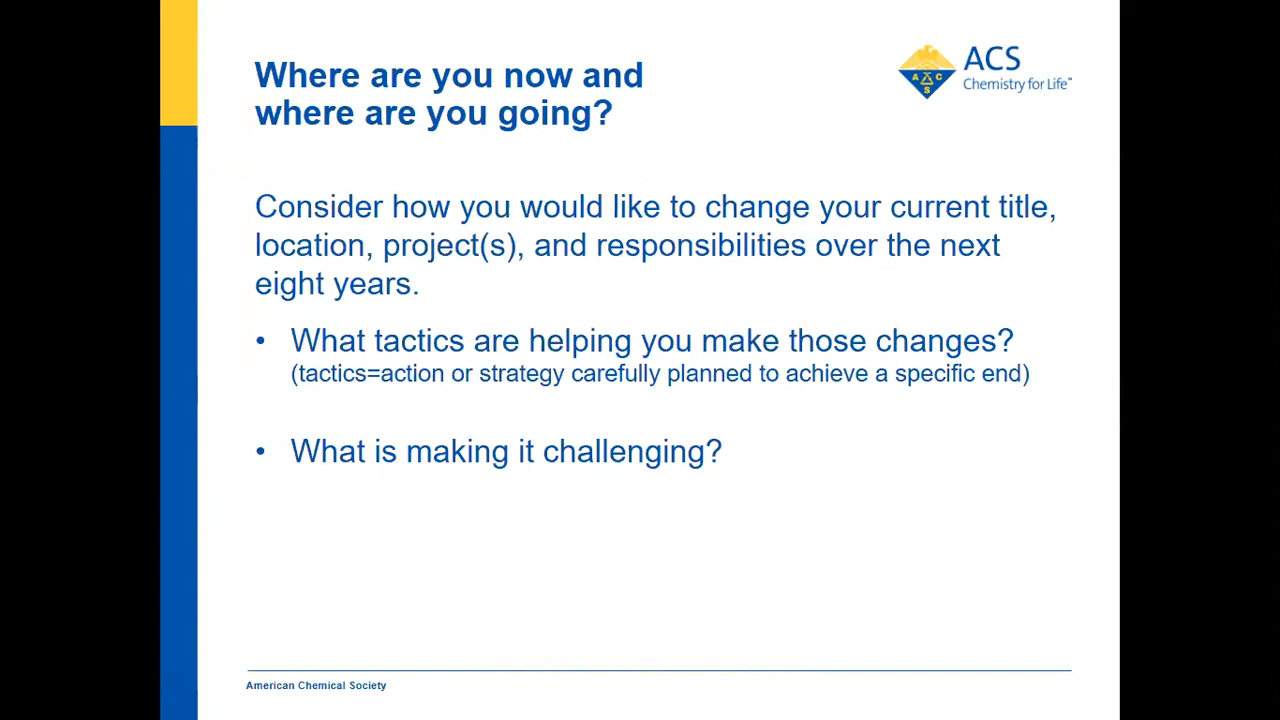 Where are you now and
where are you going?
ACS
Chemistry for Life™
A C S
Consider how you would like to change your current title,
location, project(s), and responsibilities over the next
eight years.
• What tactics are helping you make those changes?
(tactics=action or strategy carefully planned to achieve a specific end)
• What is making it challenging?
American Chemical Society